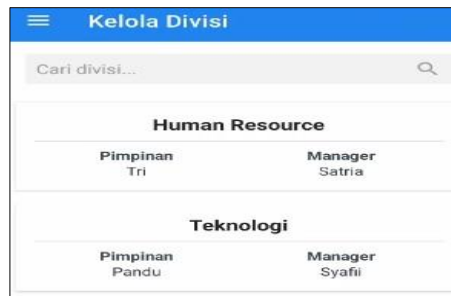 Kelola Divisi
Cari divisi...
Human Resource
Pimpinan Manager
Tri Satria
Teknologi
Pimpinan Manager
Pandu Syafii